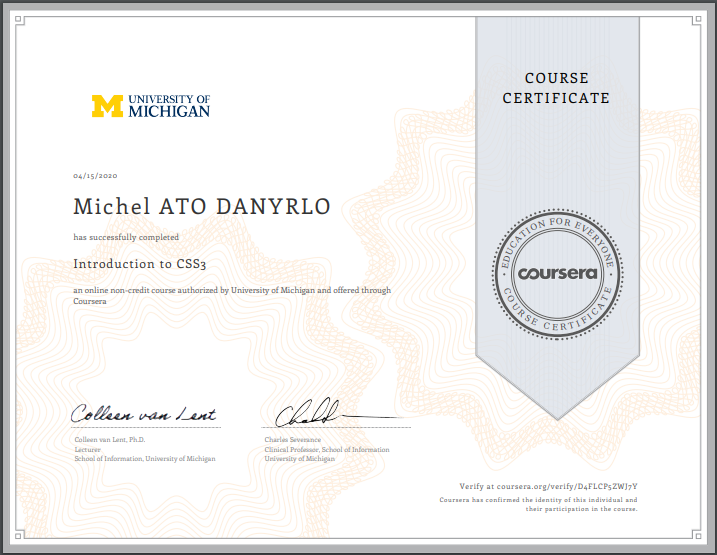 COURSE
CERTIFICATE
UNIVERSITY OF
MICHIGAN
04/15/2020
Michel ATO DANYRLO
has successfully completed
Introduction to CSS3
an online non-credit course authorized by University of Michigan and offered through
Coursera
EDUCATION FOR EVERYONE
coursera
COURSE CERTIFICATE
Colleen van Lent
Colleen van Lent, Ph.D.
Lecturer
School of Information, University of Michigan
Charles Severance
Clinical Professor, School of Information
University of Michigan
Verify at coursera.org/verify/D4FLCP5ZWJ7Y
Coursera has confirmed the identity of this individual and
their participation in the course.